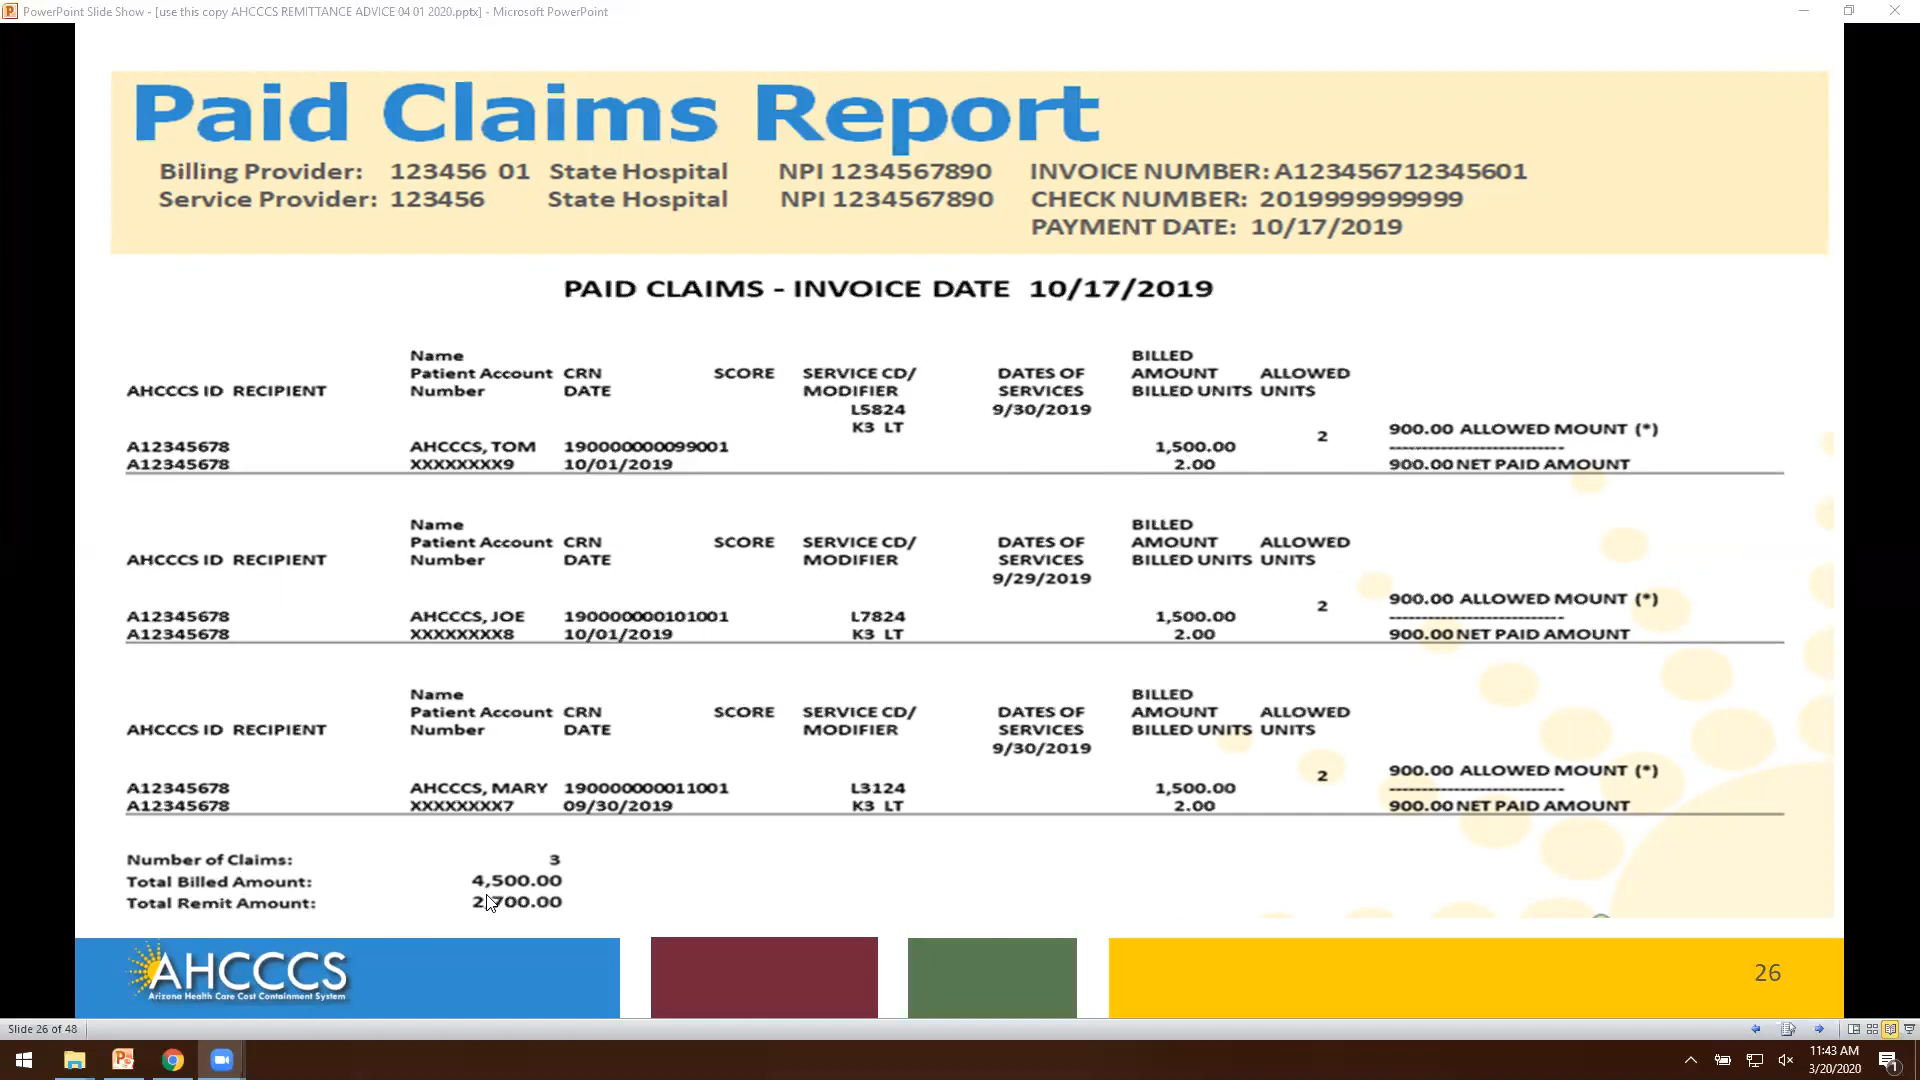 PowerPoint Slide Show - [use this copy AHCCCS REMITTANCE ADVICE 04 01 2020.pptx] - Microsoft PowerPoint
Paid Claims Report
Billing Provider: 123456 01 State Hospital NPI 1234567890 INVOICE NUMBER: A123456712345601
Service Provider: 123456 State Hospital NPI 1234567890 CHECK NUMBER: 2019999999999
PAYMENT DATE: 10/17/2019
PAID CLAIMS - INVOICE DATE 10/17/2019
Name BILLED
Patient Account CRN SCORE SERVICE CD/ DATES OF AMOUNT ALLOWED
AHCCCS ID RECIPIENT Number DATE MODIFIER SERVICES BILLED UNITS UNITS
L5824 9/30/2019
K3 LT 900.00 ALLOWED MOUNT (*)
2
A12345678 AHCCCS, TOM 190000000099001 1,500.00 --------------------------
A12345678 XXXXXXXX9 10/01/2019 2.00 900.00 NET PAID AMOUNT
Name BILLED
Patient Account CRN SCORE SERVICE CD/ DATES OF AMOUNT ALLOWED
AHCCCS ID RECIPIENT Number DATE MODIFIER SERVICES BILLED UNITS UNITS
9/29/2019
900.00 ALLOWED MOUNT (*)
2
A12345678 AHCCCS, JOE 190000000101001 L7824 1,500.00 --------------------------
A12345678 XXXXXXXX8 10/01/2019 K3 LT 2.00 900.00 NET PAID AMOUNT
Name BILLED
Patient Account CRN SCORE SERVICE CD/ DATES OF AMOUNT ALLOWED
AHCCCS ID RECIPIENT Number DATE MODIFIER SERVICES BILLED UNITS UNITS
9/30/2019
900.00 ALLOWED MOUNT (*)
2
A12345678 AHCCCS, MARY 190000000011001 L3124 1,500.00 --------------------------
A12345678 XXXXXXXX7 09/30/2019 K3 LT 2.00 900.00 NET PAID AMOUNT
Number of Claims: 3
Total Billed Amount: 4,500.00
Total Remit Amount: 2,700.00
AHCCCS
Arizona Health Care Cost Containment System
26
Slide 26 of 48
11:43 AM
3/20/2020
1